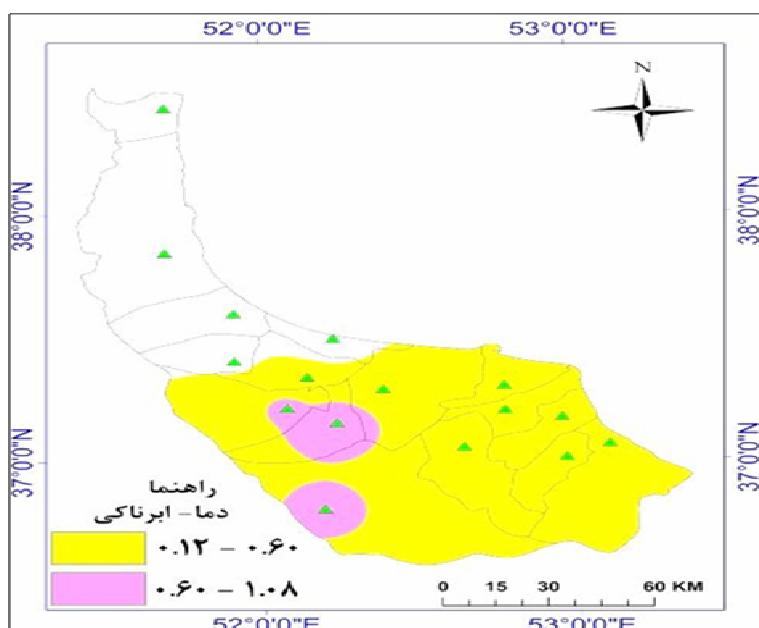 52°0'0"E 53°0'0"E
N
38°0'0"N 38°0'0"N
37°0'0"N 37°0'0"N
راهنما
دما - ابرناکی
۰.۱۲ - ۰.۶۰
۰.۶۰ - ۱.۰۸
0 15 30 60 KM
52°0'0"E 53°0'0"E